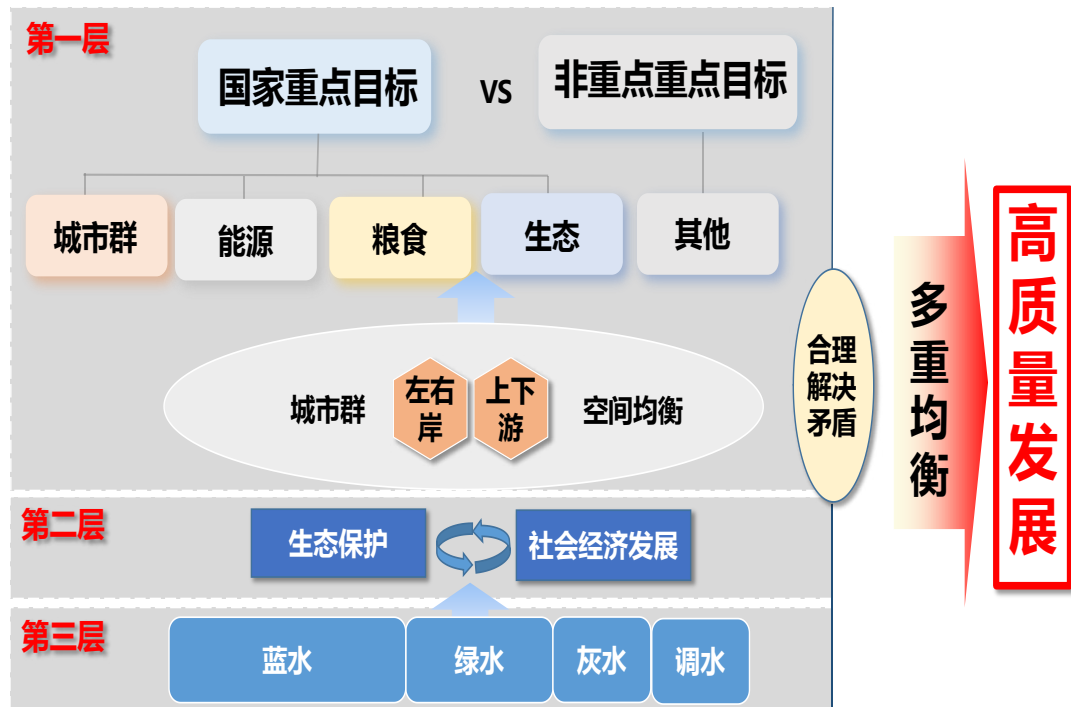 第一层
国家重点目标
VS
非重点重点目标
城市群
能源
粮食
生态
其他
城市群
左右
岸
上下
游
空间均衡
合理
解决
矛盾
多重均衡
高质量发展
第二层
生态保护
社会经济发展
第三层
蓝水
绿水
灰水
调水